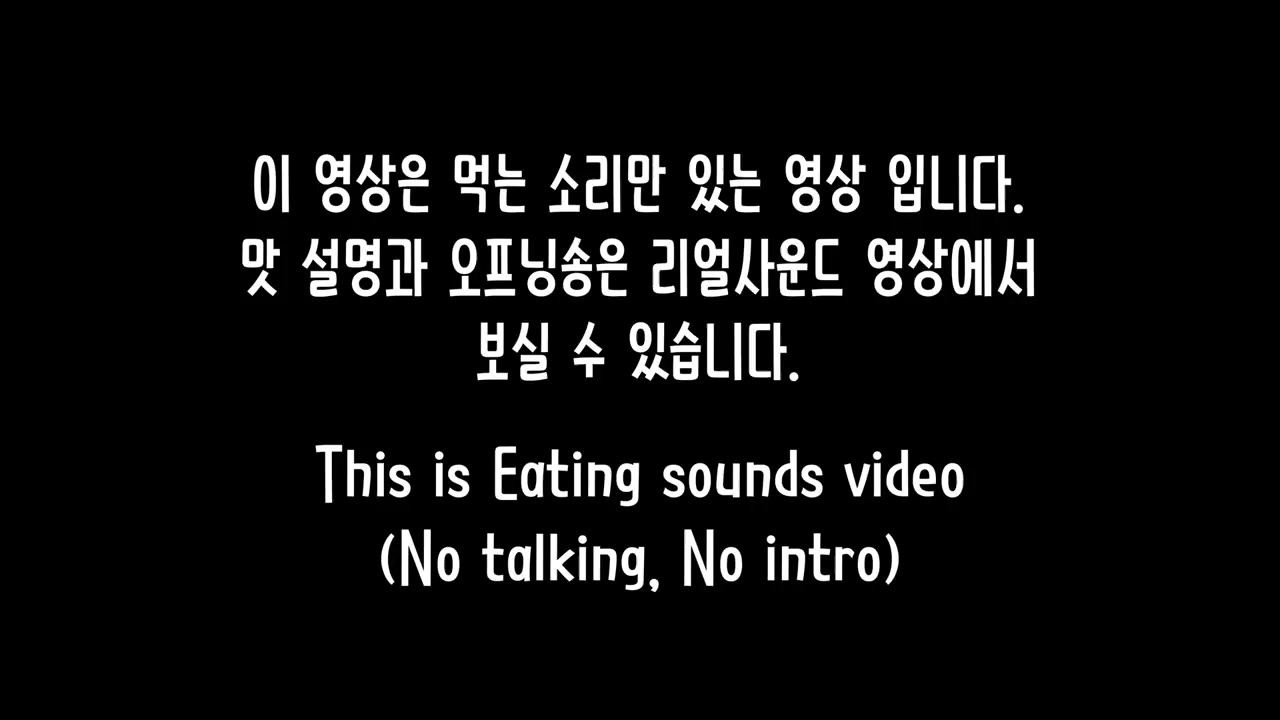 이 영상은 먹는 소리만 있는 영상 입니다.
맛 설명과 오프닝송은 리얼사운드 영상에서
보실 수 있습니다.
This is Eating sounds video
(No talking, No intro)